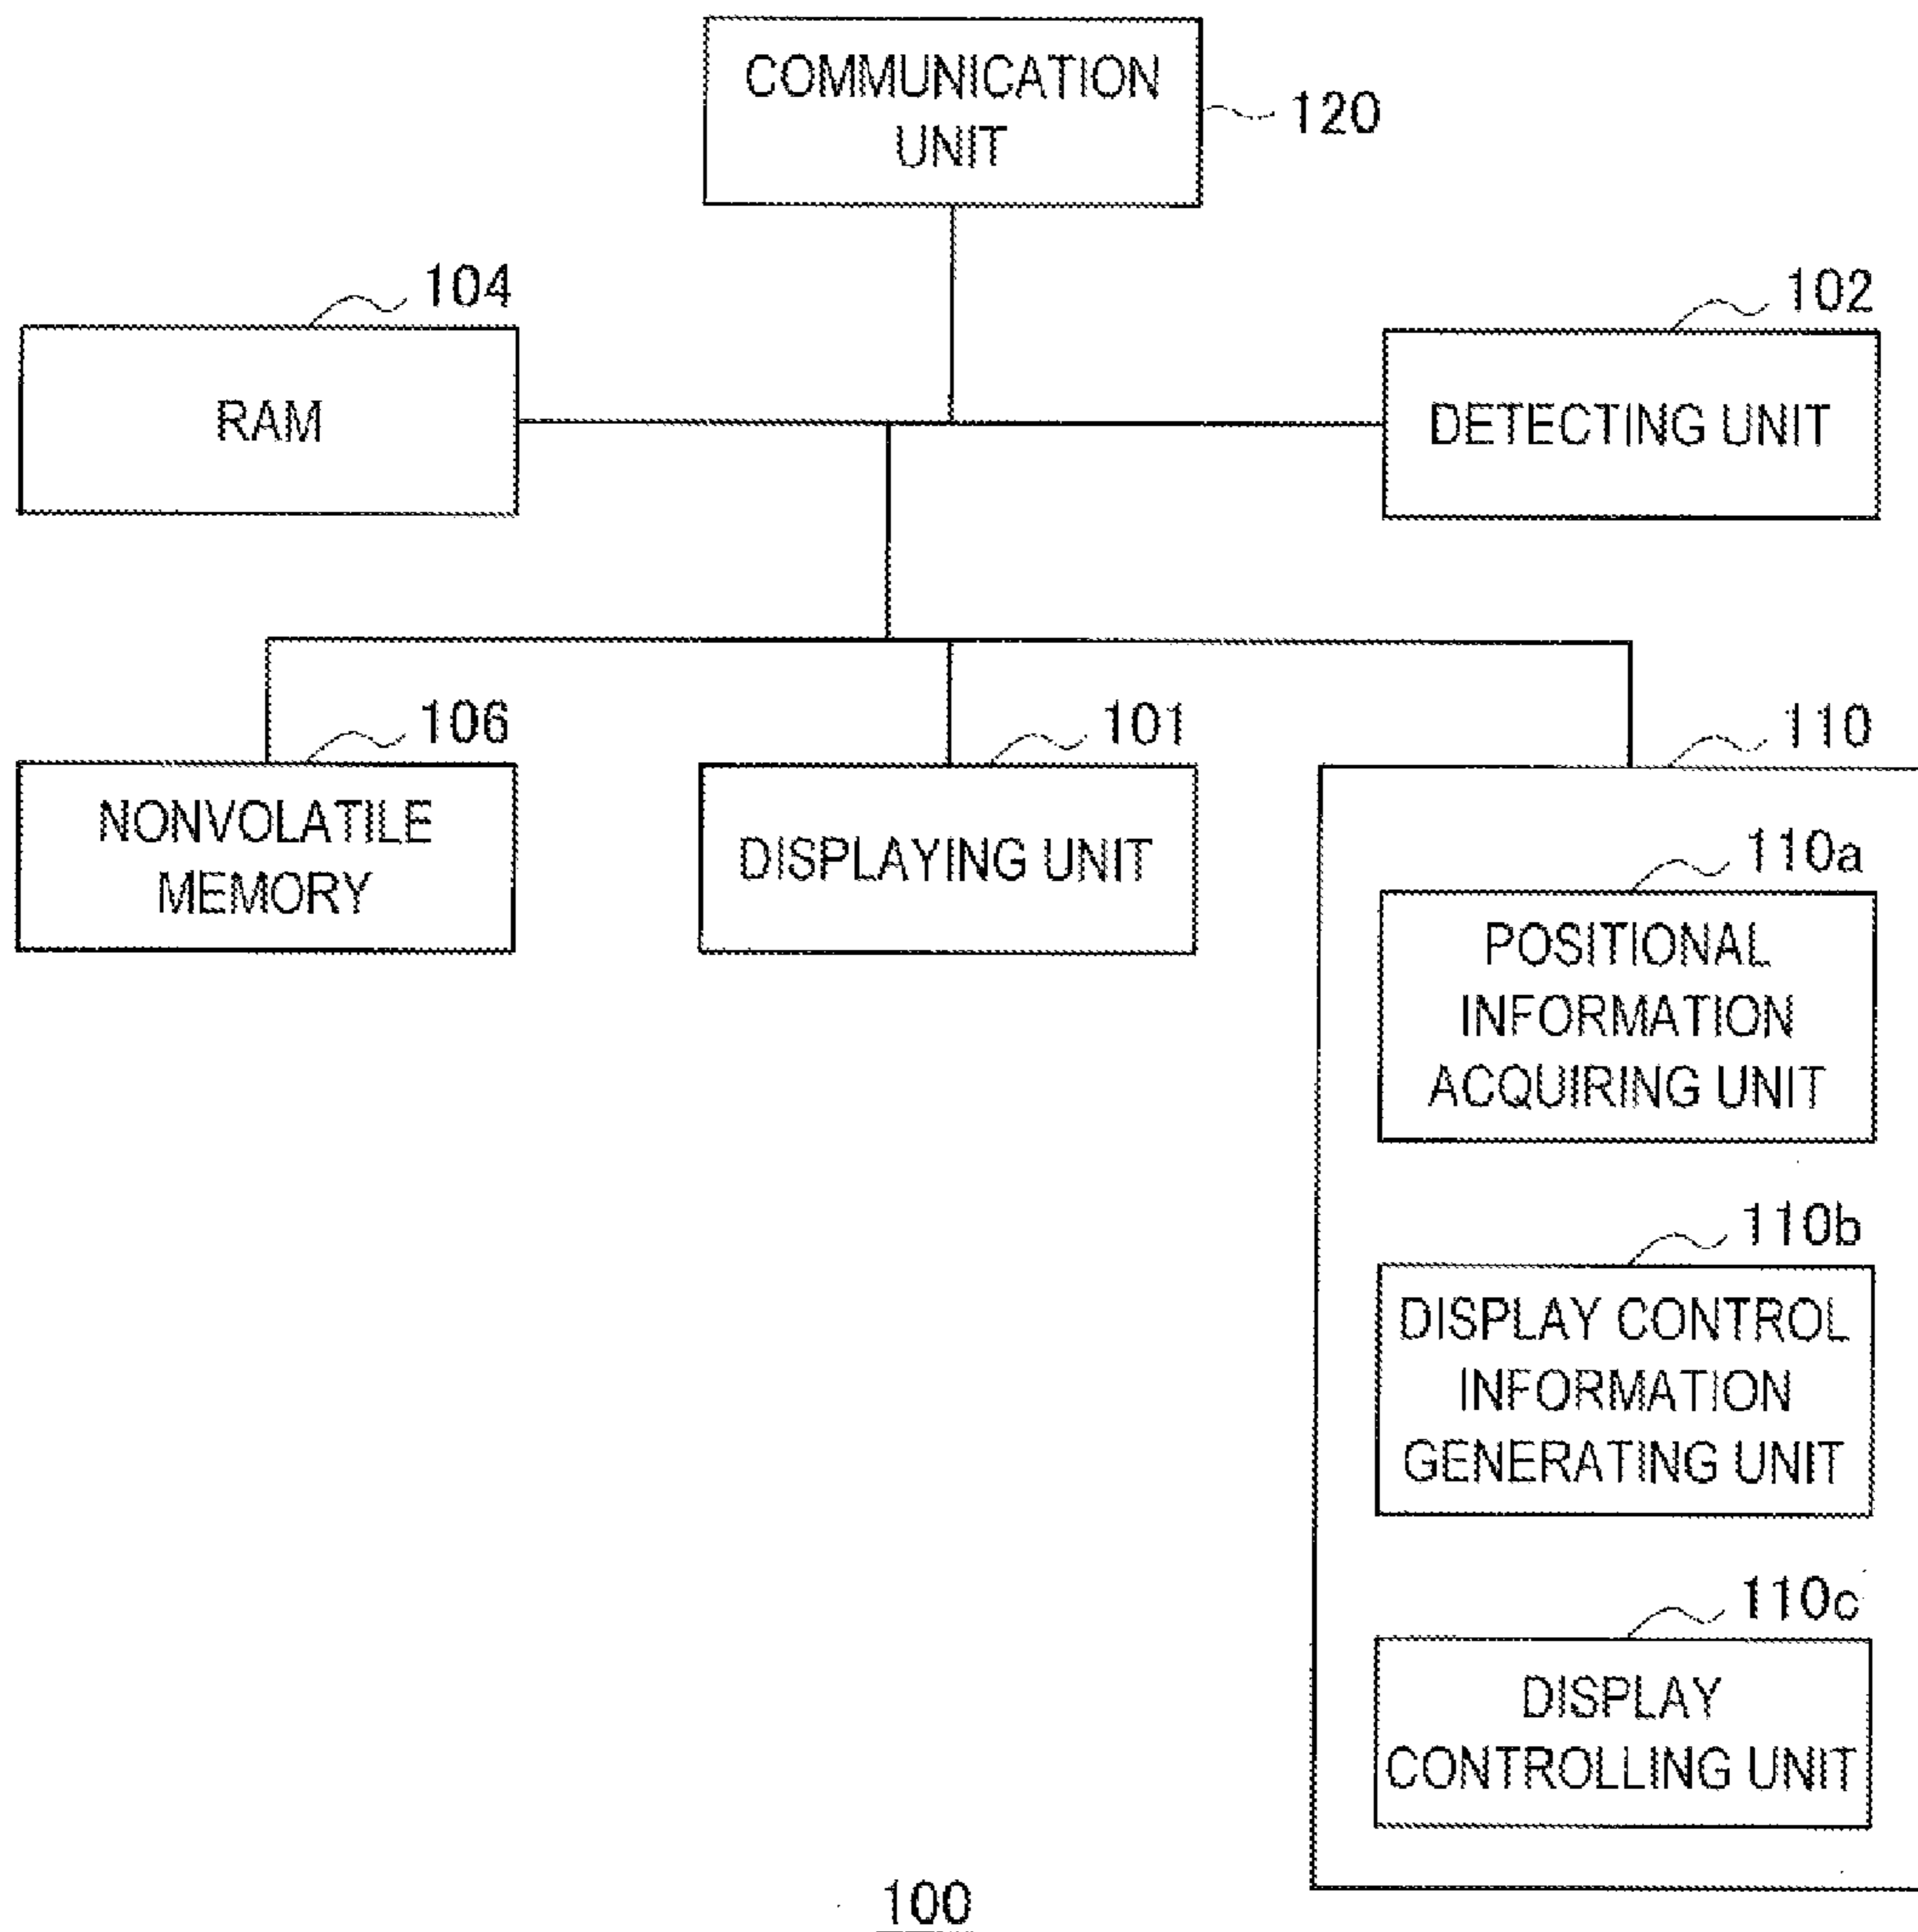 COMMUNICATION
UNIT
120
104
RAM
102
DETECTING UNIT
106
NONVOLATILE
MEMORY
101
DISPLAYING UNIT
110
110a
POSITIONAL
INFORMATION
ACQUIRING UNIT
110b
DISPLAY CONTROL
INFORMATION
GENERATING UNIT
110c
DISPLAY
CONTROLLING UNIT
100